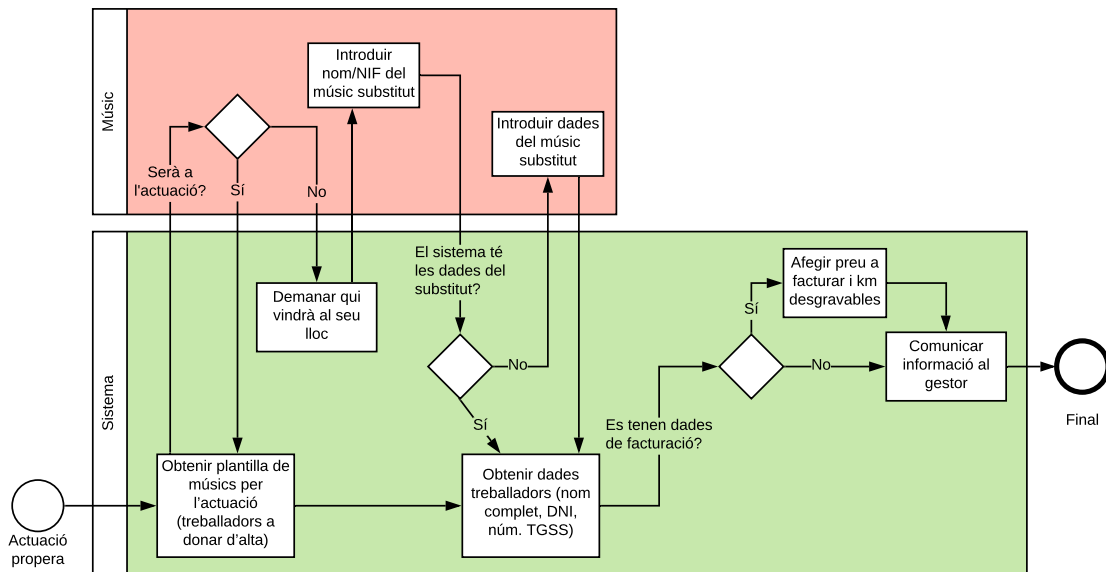 Músic
Introduir
nom/NIF del
músic substitut
Introduir dades
del músic
substitut
Serà a
l'actuació?
Sí
No
Sistema
El sistema té
les dades del
substitut?
Demanar qui
vindrà al seu
lloc
No
Sí
Afegir preu a
facturar i km
desgravables
Sí
No
Comunicar
informació al
gestor
Final
Es tenen dades
de facturació?
Obtenir plantilla de
músics per
l’actuació
(treballadors a
donar d’alta)
Obtenir dades
treballadors (nom
complet, DNI,
núm. TGSS)
Actuació
propera